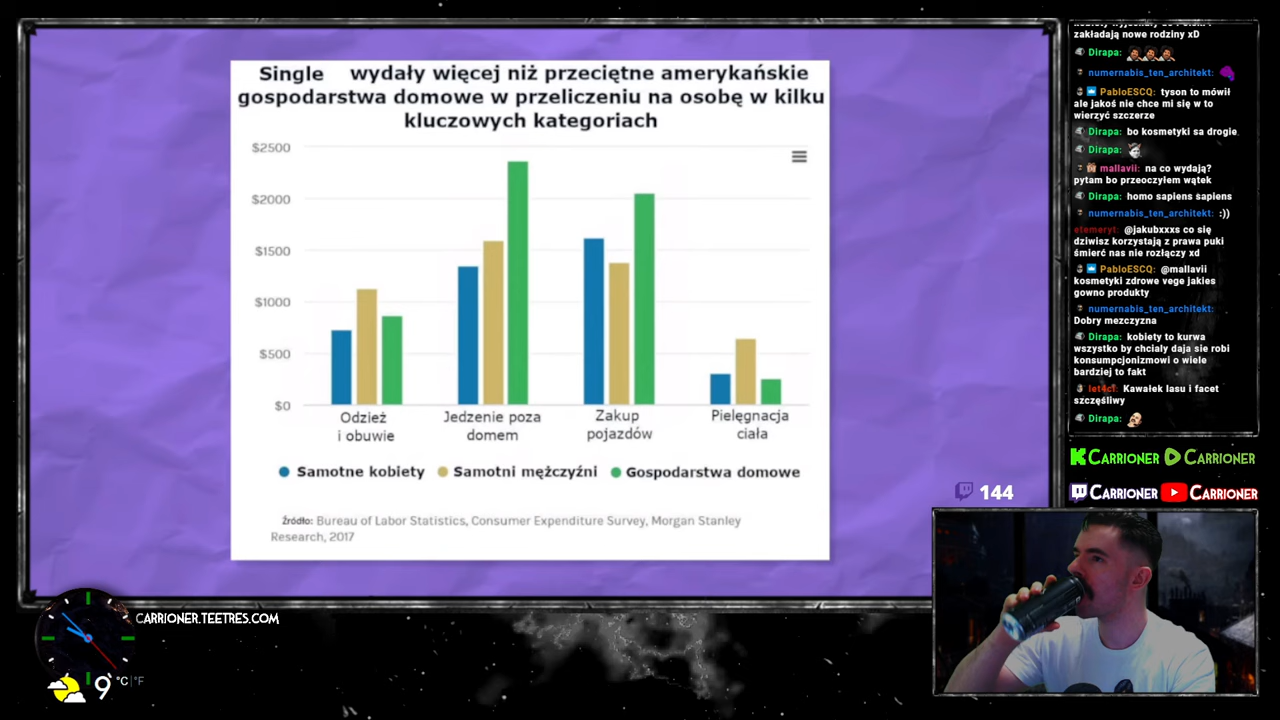 Single wydały więcej niż przeciętne amerykańskie
gospodarstwa domowe w przeliczeniu na osobę w kilku
kluczowych kategoriach
$2500
$2000
$1500
$1000
$500
$0
Odzież
i obuwie
Jedzenie poza
domem
Zakup
pojazdów
Pielęgnacja
ciała
Samotne kobiety
Samotni mężczyźni
Gospodarstwa domowe
Źródło: Bureau of Labor Statistics, Consumer Expenditure Survey, Morgan Stanley
Research, 2017
zakładają nowe rodziny xD
Dirapa:
numernabis_ten_architekt:
PabloESCQ: tyson to mówił
ale jakoś nie chce mi się w to
wierzyć szczerze
Dirapa: bo kosmetyki sa drogie
Dirapa:
mallavii: na co wydają?
pytam bo przeoczyłem wątek
Dirapa: homo sapiens sapiens
numernabis_ten_architekt: :))
efemeryt: @jakubxxxs co się
dziwisz korzystają z prawa puki
śmierć nas nie rozłączy xd
PabloESCQ: @mallavii
kosmetyki zdrowe vege jakies
gowno produkty
numernabis_ten_architekt:
Dobry mezczyzna
Dirapa: kobiety to kurwa
wszystko by chcialy daja sie robi
konsumpcjonizmowi o wiele
bardziej to fakt
let4ct: Kawałek lasu i facet
szczęśliwy
Dirapa:
CARRIONER
CARRIONER
CARRIONER
CARRIONER
144
CARRIONER.TEETRES.COM
9 °C|°F